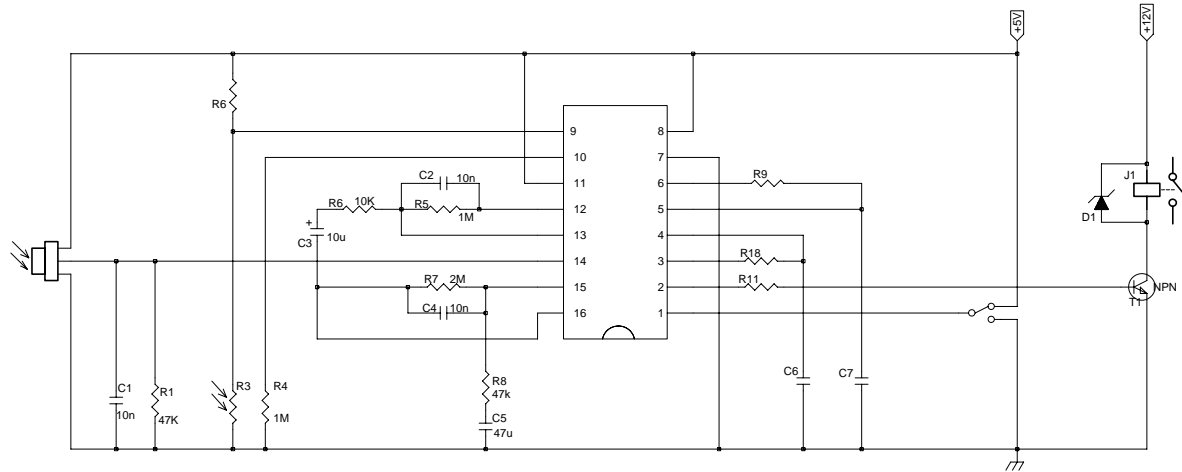 +5V
+12V
R6
9
8
10
7
C2
10n
11
6
R9
J1
R6
10K
R5
1M
12
5
D1
+
C3
10u
13
4
14
3
R18
R7
2M
15
2
R11
NPN
T1
C4
10n
16
1
C1
10n
R1
47K
R3
R4
1M
R8
47k
C5
47u
C6
C7